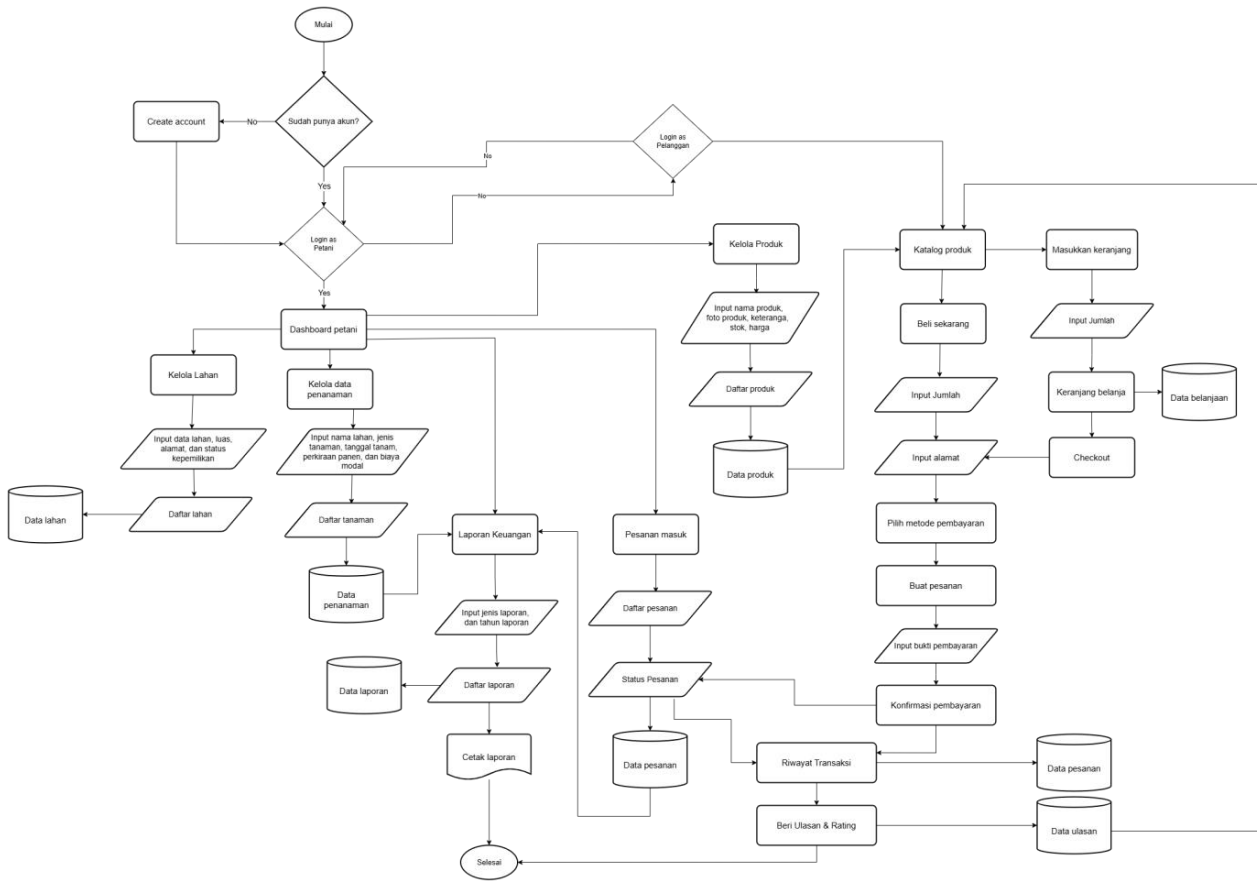 Mulai
Sudah punya akun?
No
Create account
Yes
Login as
Pelanggan
No
No
Login as
Petani
Yes
Dashboard petani
Kelola Lahan
Input data lahan, luas,
alamat, dan status
kepemilikan
Daftar lahan
Data lahan
Kelola data
penanaman
Input nama lahan, jenis
tanaman, tanggal tanam,
perkiraan panen, dan biaya
modal
Daftar tanaman
Data
penanaman
Laporan Keuangan
Input jenis laporan,
dan tahun laporan
Daftar laporan
Data laporan
Cetak laporan
Selesai
Pesanan masuk
Daftar pesanan
Status Pesanan
Data pesanan
Kelola Produk
Input nama produk,
foto produk, keteranga,
stok, harga
Daftar produk
Data produk
Katalog produk
Beli sekarang
Input Jumlah
Input alamat
Pilih metode pembayaran
Buat pesanan
Input bukti pembayaran
Konfirmasi pembayaran
Masukkan keranjang
Input Jumlah
Keranjang belanja
Data belanjaan
Checkout
Riwayat Transaksi
Data pesanan
Beri Ulasan & Rating
Data ulasan